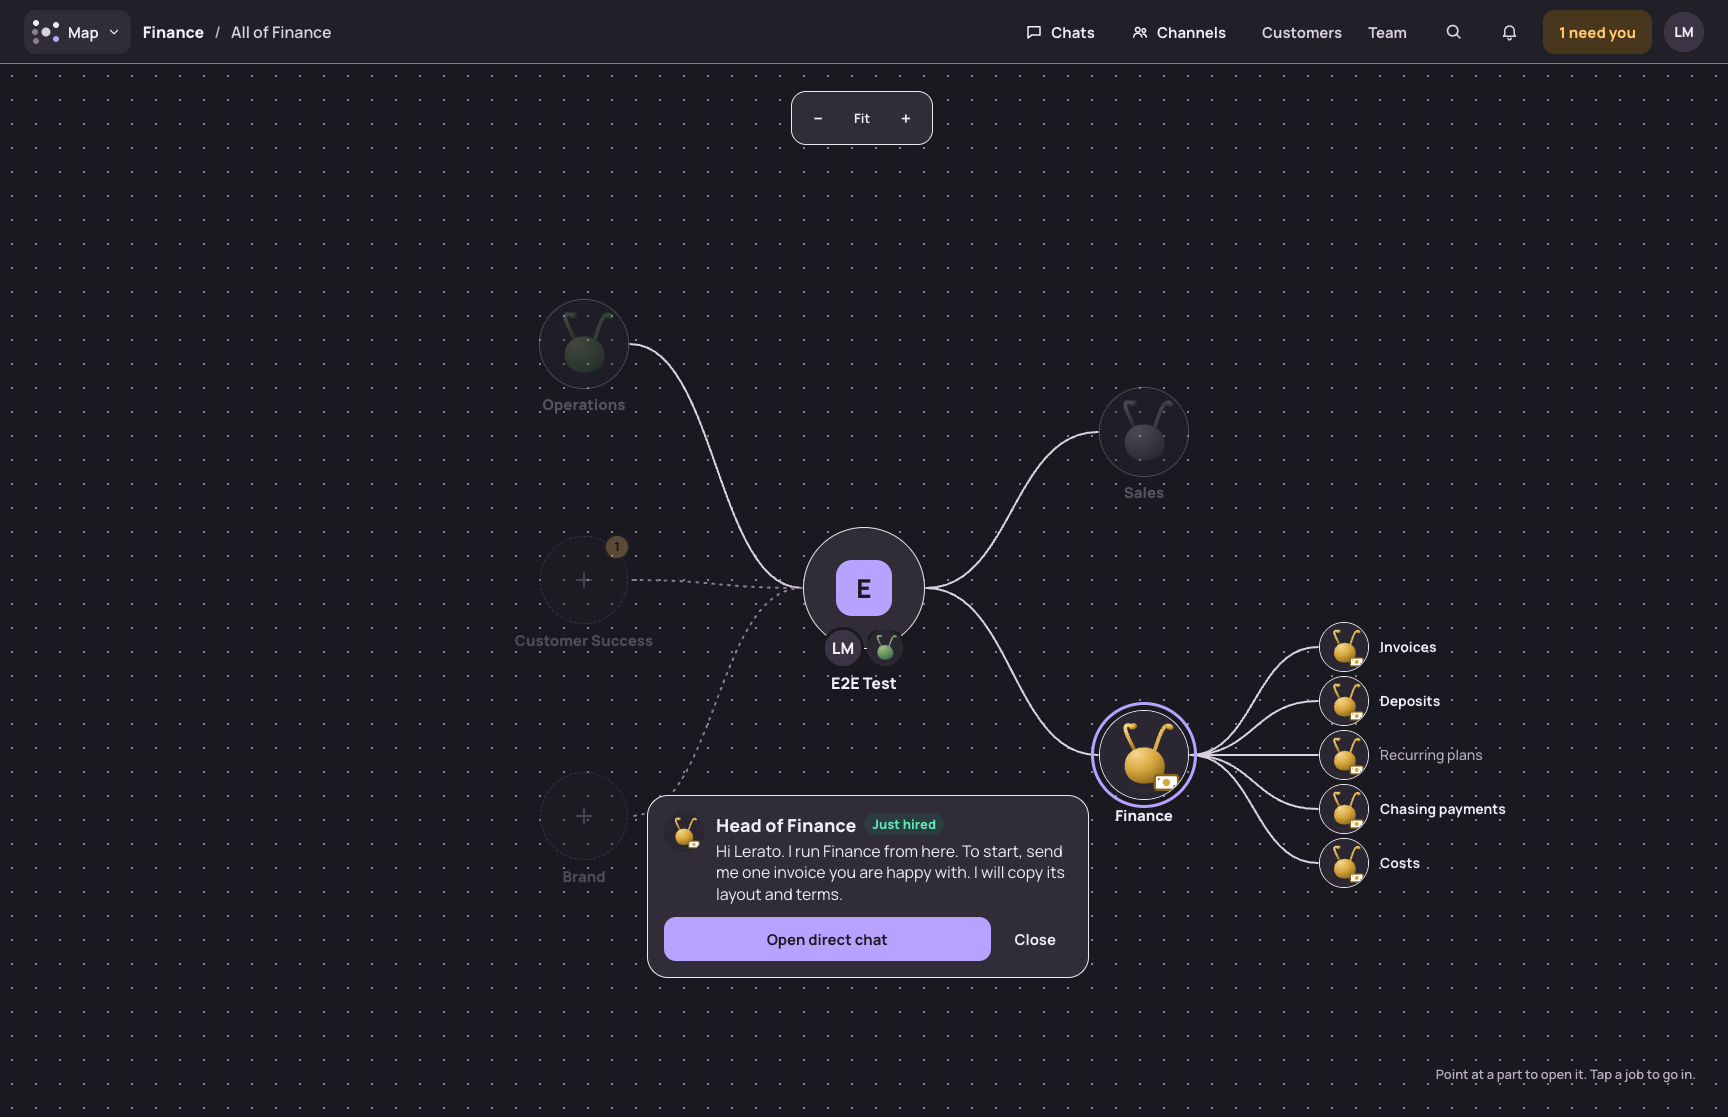 Map
Finance / All of Finance
Chats
Channels
Customers
Team
1 need you
LM
− Fit +
Operations
Sales
1
+
Customer Success
E
LM
E2E Test
Invoices
Deposits
Recurring plans
Chasing payments
Costs
Finance
+
Brand
Head of Finance Just hired
Hi Lerato. I run Finance from here. To start, send
me one invoice you are happy with. I will copy its
layout and terms.
Open direct chat
Close
Point at a part to open it. Tap a job to go in.